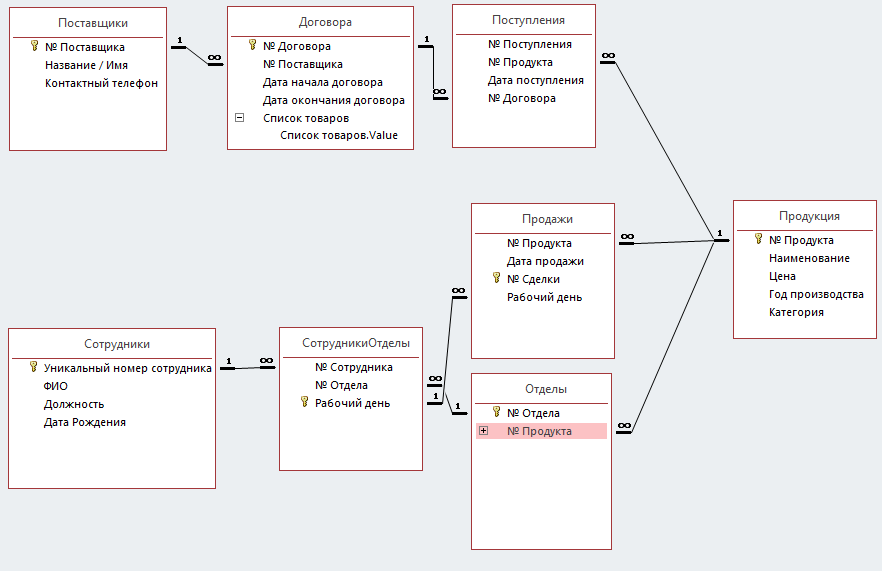 Поставщики
№ Поставщика
Название / Имя
Контактный телефон
Договора
№ Договора
№ Поставщика
Дата начала договора
Дата окончания договора
Список товаров
Список товаров.Value
Поступления
№ Поступления
№ Продукта
Дата поступления
№ Договора
1
∞
1
∞
∞
Продажи
№ Продукта
Дата продажи
№ Сделки
Рабочий день
∞
1
Продукция
№ Продукта
Наименование
Цена
Год производства
Категория
Сотрудники
Уникальный номер сотрудника
ФИО
Должность
Дата Рождения
1
∞
СотрудникиОтделы
№ Сотрудника
№ Отдела
Рабочий день
∞
∞
1
1
Отделы
№ Отдела
№ Продукта
∞